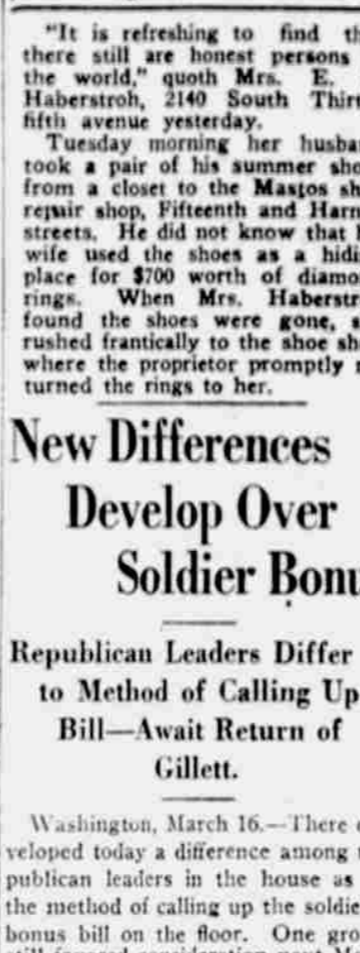 "It is refreshing to find th
there still are honest persons
the world," quoth Mrs. E.
Haberstroh, 2140 South Thirt
fifth avenue yesterday.
Tuesday morning her husba
took a pair of his summer sho
from a closet to the Mastos sh
repair shop, Fifteenth and Harn
streets. He did not know that h
wife used the shoes as a hidi
place for $700 worth of diamo
rings. When Mrs. Haberstr
found the shoes were gone, s
rushed frantically to the shoe sh
where the proprietor promptly r
turned the rings to her.
New Differences
Develop Over
Soldier Bonu
Republican Leaders Differ
to Method of Calling Up
Bill—Await Return of
Gillett.
Washington, March 16.—There d
veloped today a difference among t
publican leaders in the house as
the method of calling up the soldie
bonus bill on the floor. One gro